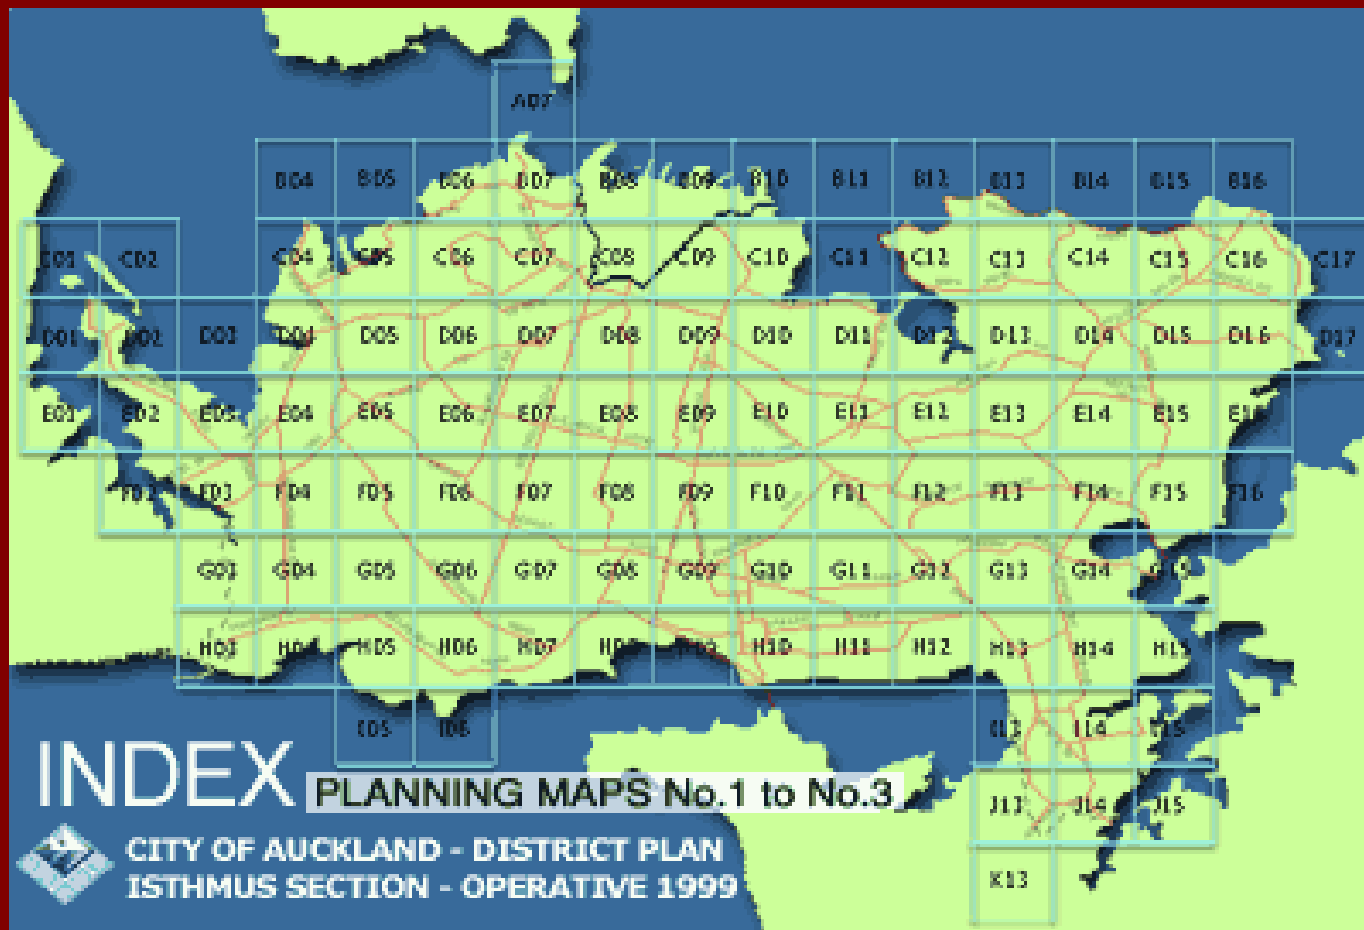 A07
B04 B05 B06 B07 B08 B09 B10 B11 B12 B13 B14 B15 B16
C01 C02 C04 C05 C06 C07 C08 C09 C10 C11 C12 C13 C14 C15 C16 C17
D01 D02 D03 D04 D05 D06 D07 D08 D09 D10 D11 D12 D13 D14 D15 D16 D17
E01 E02 E03 E04 E05 E06 E07 E08 E09 E10 E11 E12 E13 E14 E15 E16
F02 F03 F04 F05 F06 F07 F08 F09 F10 F11 F12 F13 F14 F15 F16
G03 G04 G05 G06 G07 G08 G09 G10 G11 G12 G13 G14 G15
H03 H04 H05 H06 H07 H08 H09 H10 H11 H12 H13 H14 H15
I05 I06 I13 I14 I15
J13 J14 J15
K13
INDEX PLANNING MAPS No.1 to No.3
CITY OF AUCKLAND - DISTRICT PLAN
ISTHMUS SECTION - OPERATIVE 1999